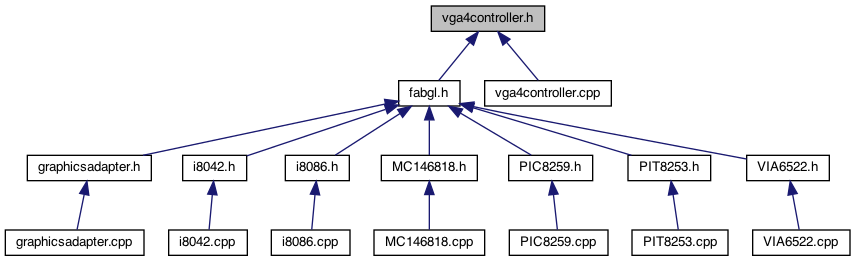 vga4controller.h
fabgl.h
vga4controller.cpp
graphicsadapter.h
i8042.h
i8086.h
MC146818.h
PIC8259.h
PIT8253.h
VIA6522.h
graphicsadapter.cpp
i8042.cpp
i8086.cpp
MC146818.cpp
PIC8259.cpp
PIT8253.cpp
VIA6522.cpp